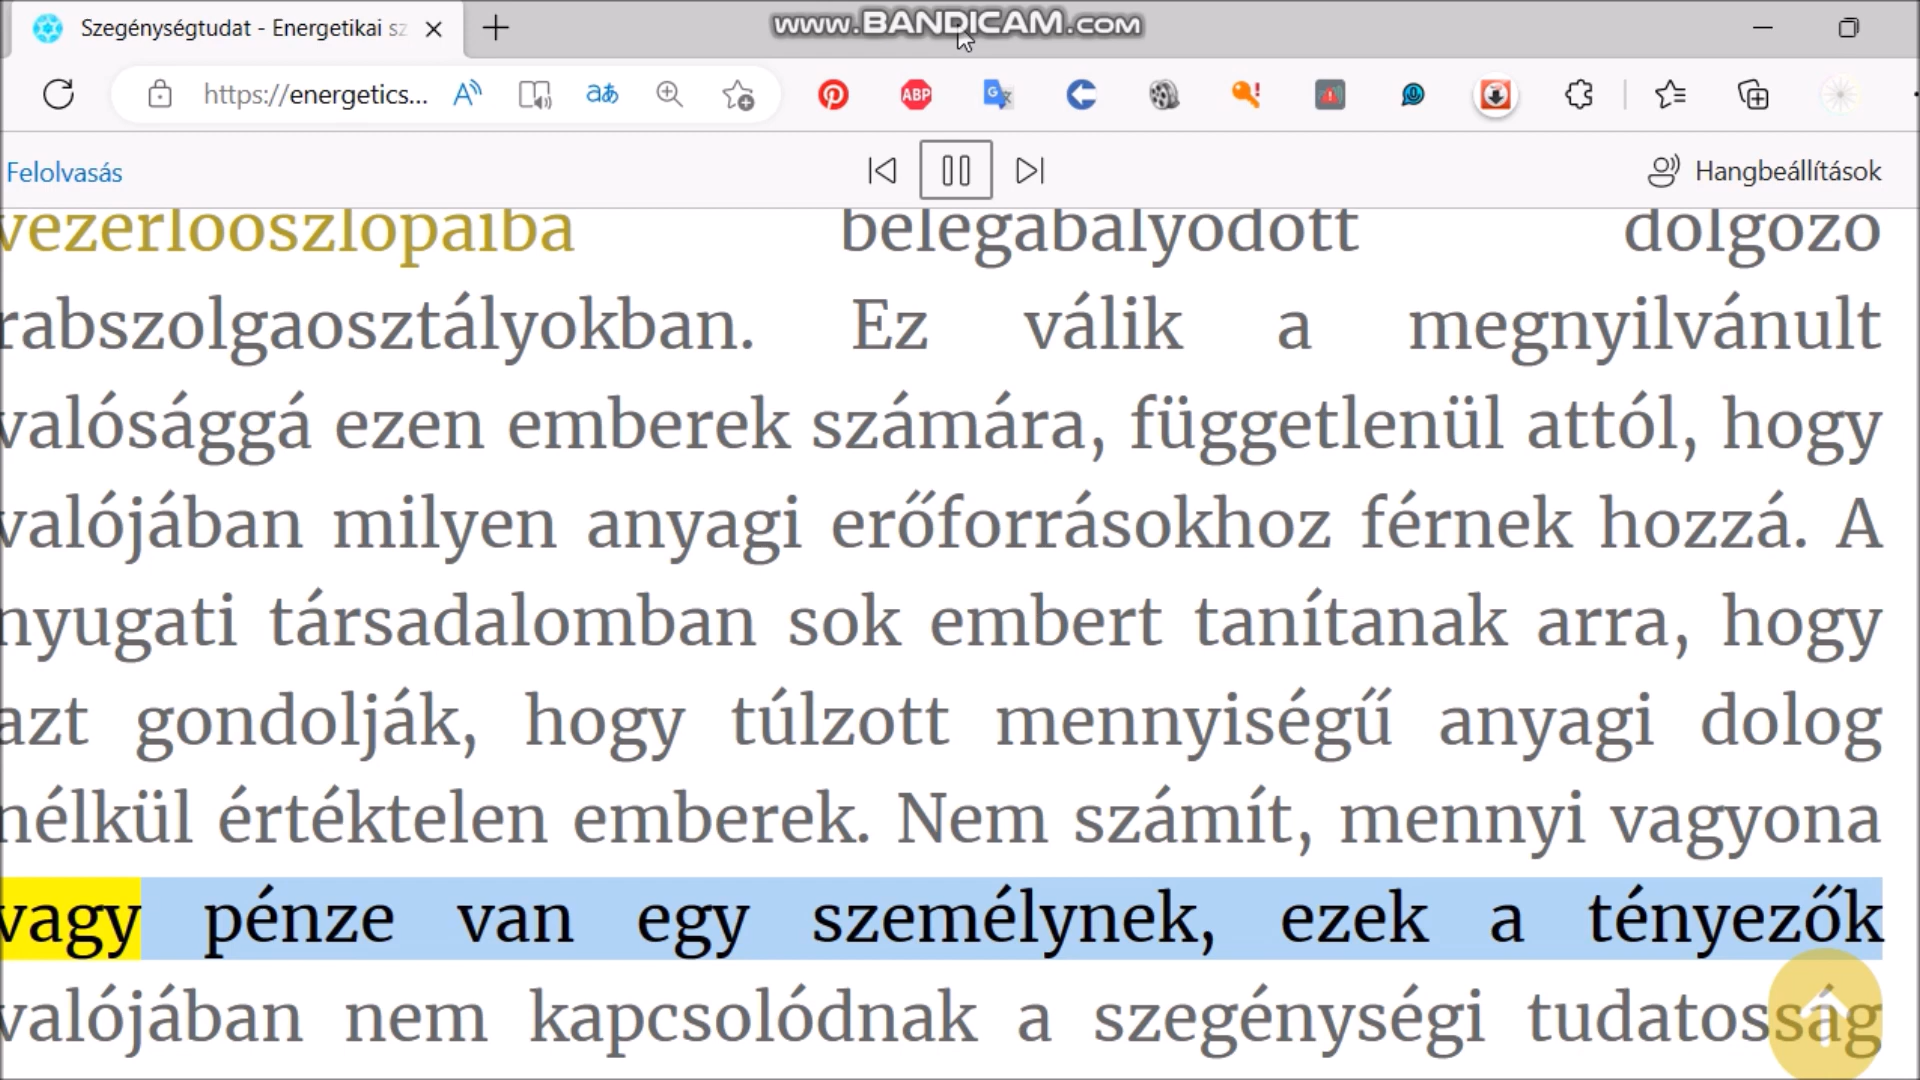 Szegénységtudat - Energetikai sz
www.BANDICAM.com
https://energetics...
ABP
Felolvasás
Hangbeállítások
vezérlőoszlopaiba belegabalyodott dolgozó
rabszolgaosztályokban. Ez válik a megnyilvánult
valósággá ezen emberek számára, függetlenül attól, hogy
valójában milyen anyagi erőforrásokhoz férnek hozzá. A
nyugati társadalomban sok embert tanítanak arra, hogy
azt gondolják, hogy túlzott mennyiségű anyagi dolog
nélkül értéktelen emberek. Nem számít, mennyi vagyona
vagy pénze van egy személynek, ezek a tényezők
valójában nem kapcsolódnak a szegénységi tudatosság